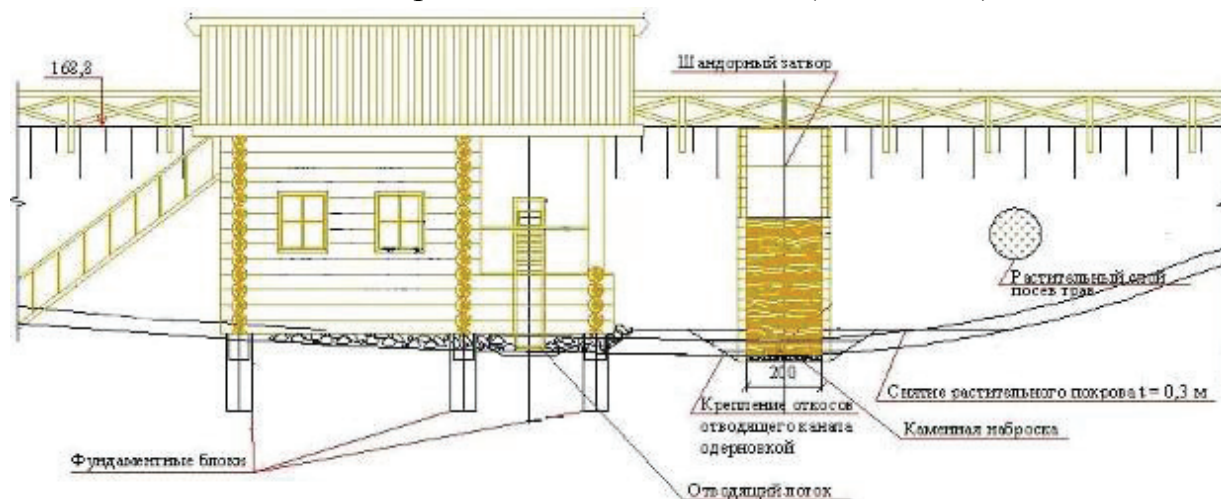 Шандорный затвор
168,8
Растительный слой
посев трав
200
Снятие растительного покрова t = 0,3 м
Крепление откосов
отводящего канала
одерновкой
Каменная наброска
Фундаментные блоки
Отводящий лоток